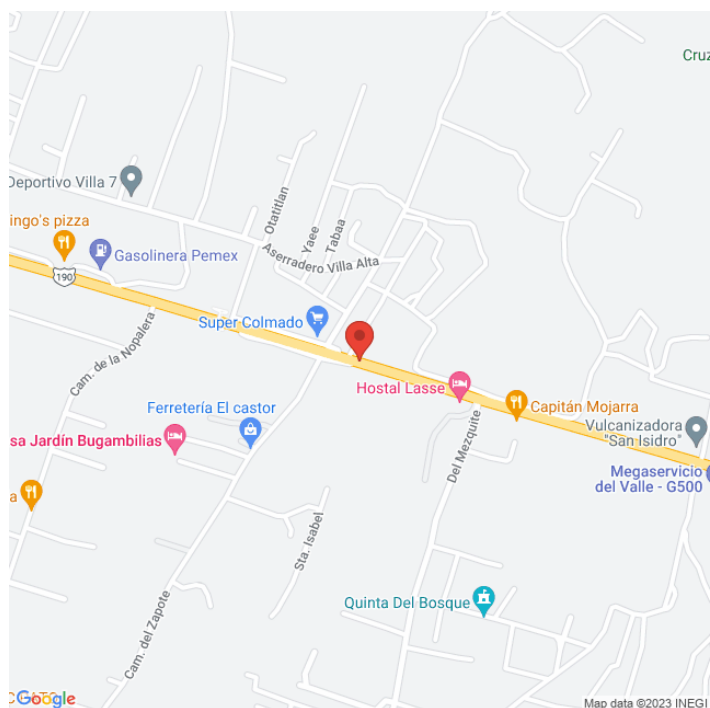 Cruz
Deportivo Villa 7
Otatitlan
ingo's pizza
Yaee
Tabaa
Gasolinera Pemex
Aserradero Villa Alta
190
Super Colmado
Cam. de la Nopalera
Hostal Lasse
Capitán Mojarra
Ferretería El castor
Vulcanizadora
"San Isidro"
sa Jardín Bugambilias
Del Mezquite
Megaservicio
del Valle - G500
a
Sta. Isabel
Quinta Del Bosque
Cam. del Zapote
Google
Map data ©2023 INEGI